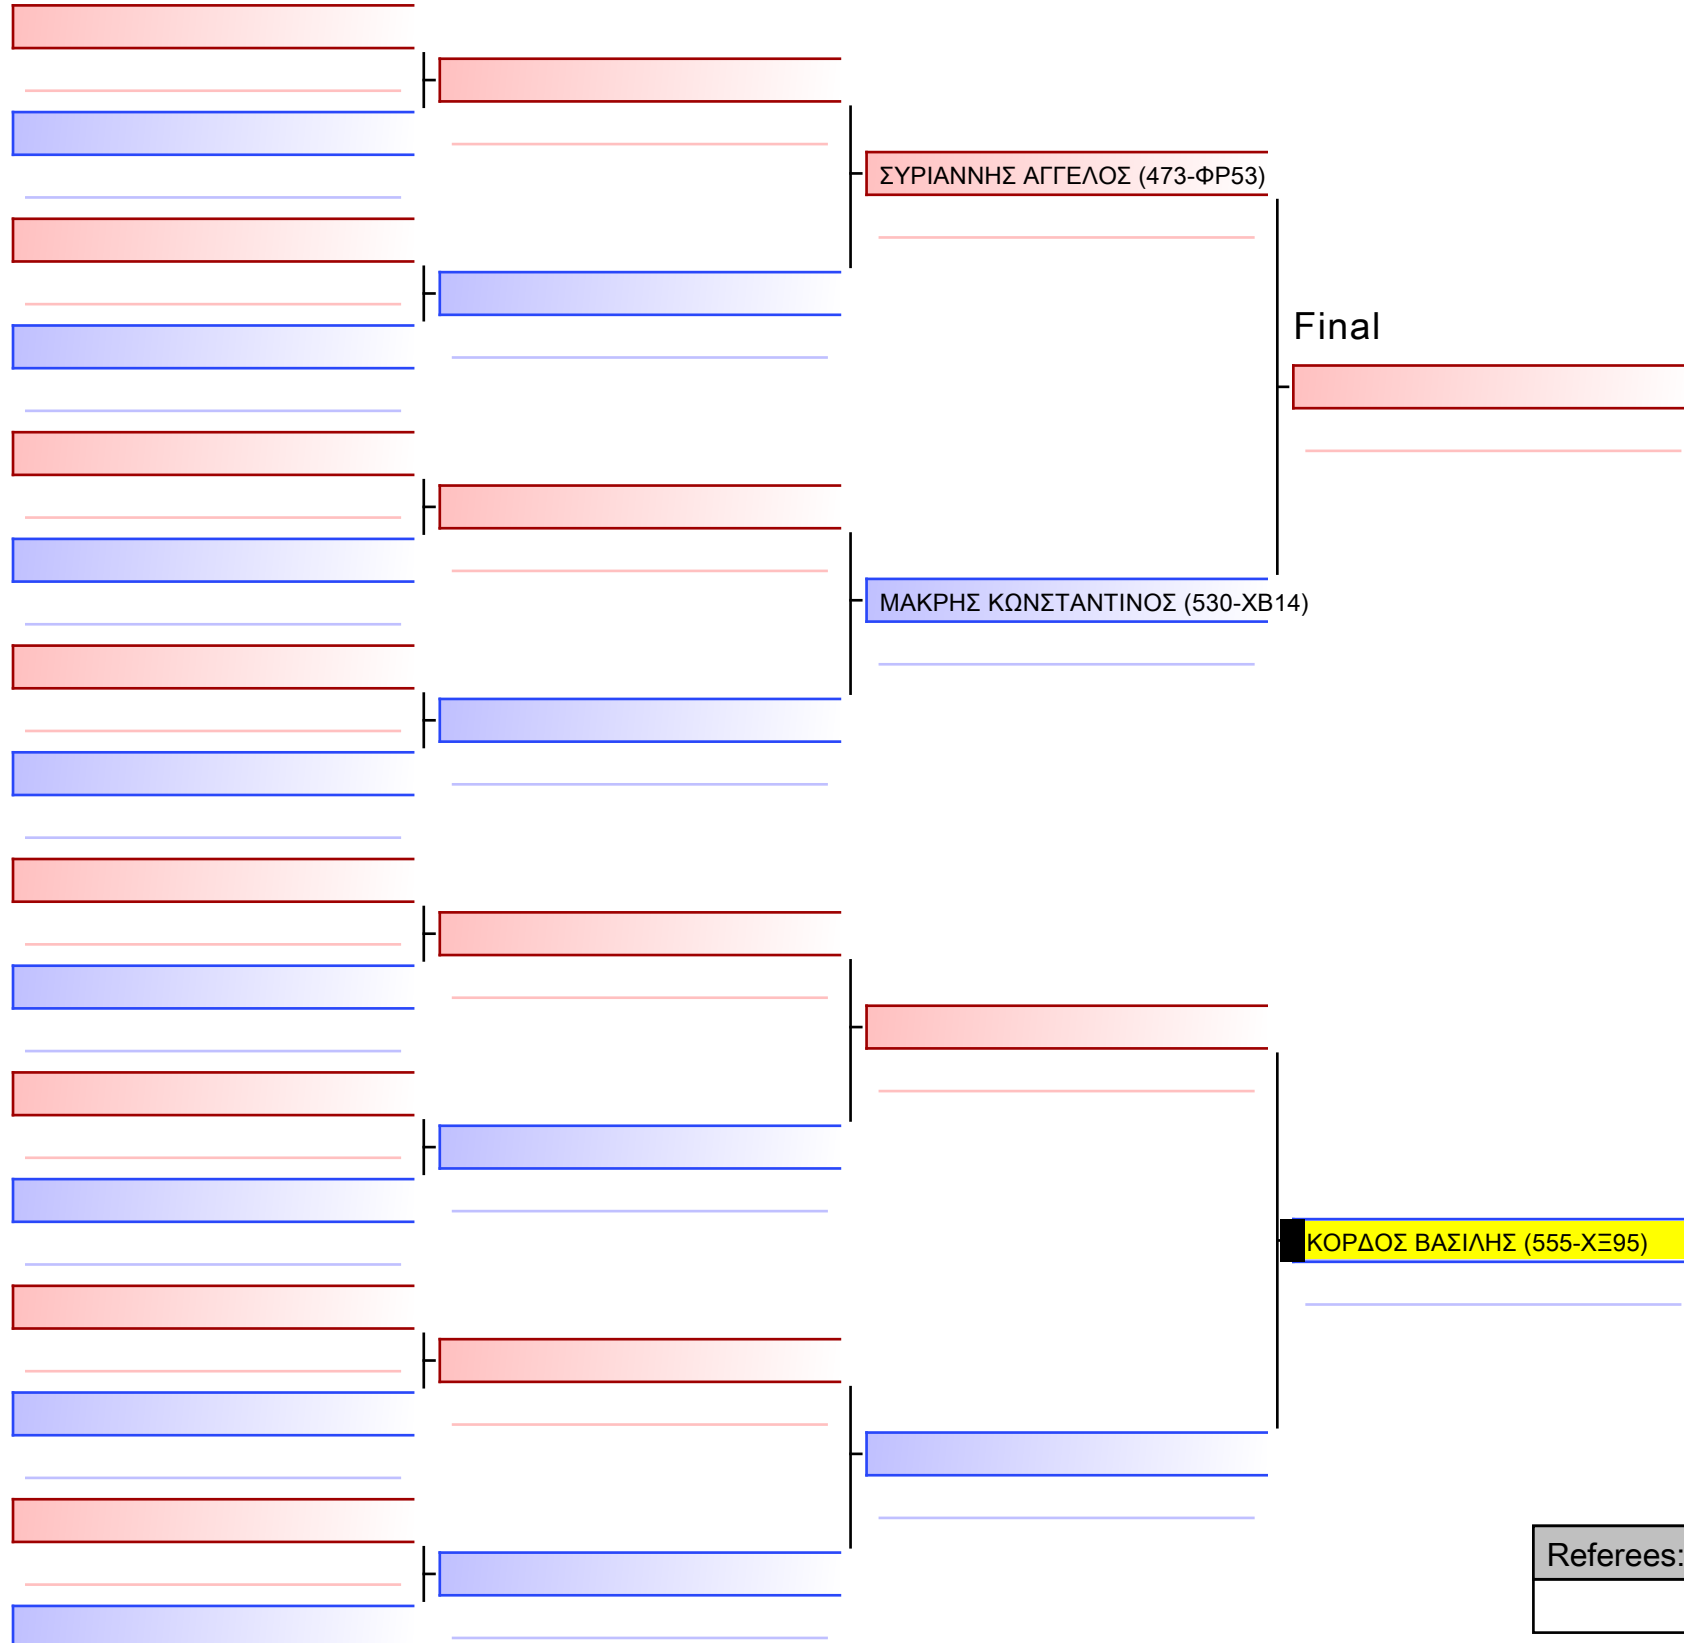 ΣΥΡΙΑΝΝΗΣ ΑΓΓΕΛΟΣ (473-ΦΡ53)
Final
ΜΑΚΡΗΣ ΚΩΝΣΤΑΝΤΙΝΟΣ (530-ΧΒ14)
ΚΟΡΔΟΣ ΒΑΣΙΛΗΣ (555-ΧΞ95)
Referees: